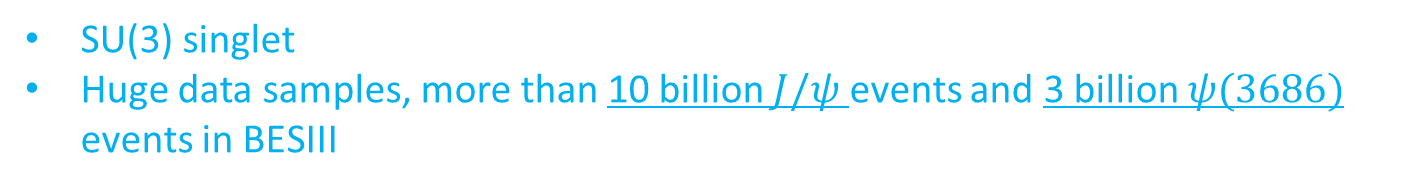 • SU(3) singlet
• Huge data samples, more than 10 billion J/ψ events and 3 billion ψ(3686)
events in BESIII